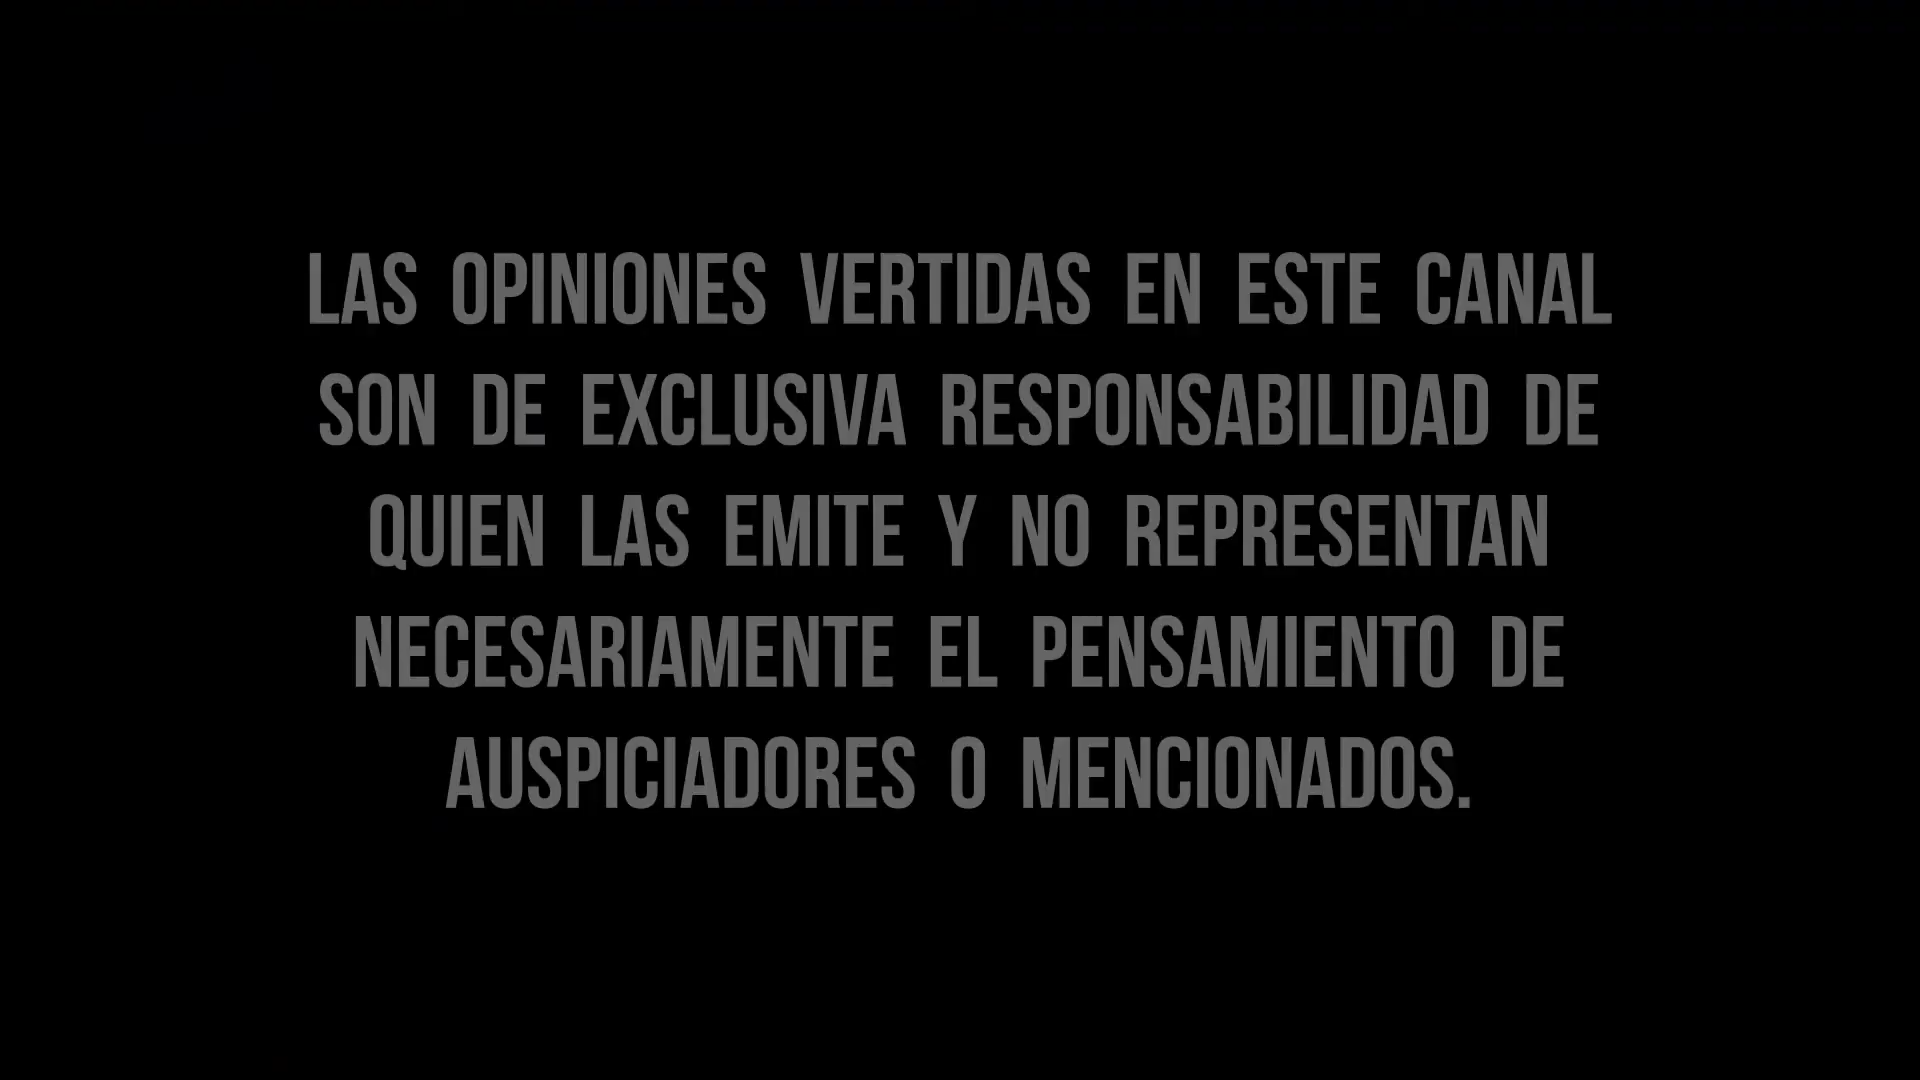 LAS OPINIONES VERTIDAS EN ESTE CANAL
SON DE EXCLUSIVA RESPONSABILIDAD DE
QUIEN LAS EMITE Y NO REPRESENTAN
NECESARIAMENTE EL PENSAMIENTO DE
AUSPICIADORES O MENCIONADOS.